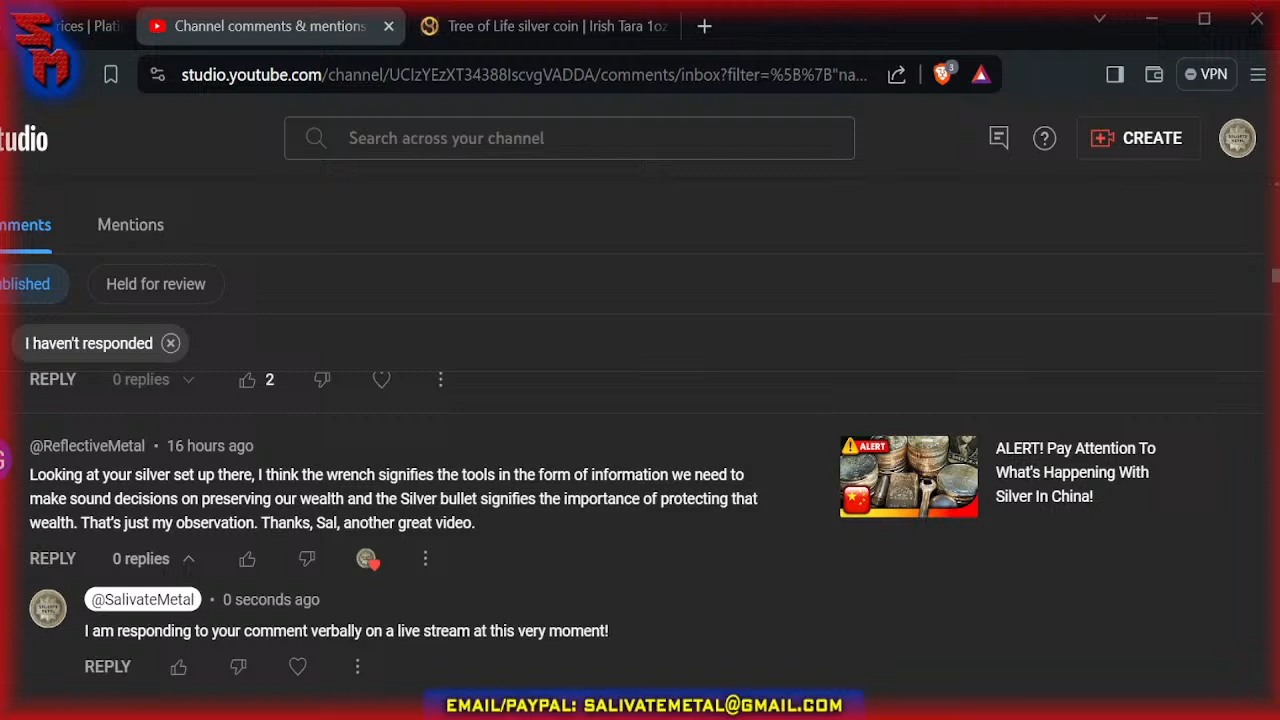 SM
rices | Plati
Channel comments & mentions
Tree of Life silver coin | Irish Tara 1oz
studio.youtube.com/channel/UCIzYEzXT34388IscvgVADDA/comments/inbox?filter=%5B%7B"na...
3
VPN
tudio
Search across your channel
CREATE
mments
Mentions
ublished
Held for review
I haven't responded
REPLY 0 replies 2
G
@ReflectiveMetal • 16 hours ago
Looking at your silver set up there, I think the wrench signifies the tools in the form of information we need to
make sound decisions on preserving our wealth and the Silver bullet signifies the importance of protecting that
wealth. That's just my observation. Thanks, Sal, another great video.
ALERT
ALERT! Pay Attention To
What's Happening With
Silver In China!
REPLY 0 replies
@SalivateMetal • 0 seconds ago
I am responding to your comment verbally on a live stream at this very moment!
REPLY
EMAIL/PAYPAL: SALIVATEMETAL@GMAIL.COM